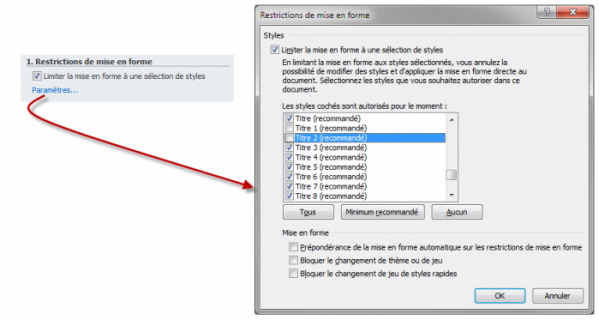 1. Restrictions de mise en forme
Limiter la mise en forme à une sélection de styles
Paramètres...
Restrictions de mise en forme
Styles
Limiter la mise en forme à une sélection de styles
En limitant la mise en forme aux styles sélectionnés, vous annulez la
possibilité de modifier des styles et d'appliquer la mise en forme directe au
document. Sélectionnez les styles que vous souhaitez autoriser dans ce
document.
Les styles cochés sont autorisés pour le moment :
Titre (recommandé)
Titre 1 (recommandé)
Titre 2 (recommandé)
Titre 3 (recommandé)
Titre 4 (recommandé)
Titre 5 (recommandé)
Titre 6 (recommandé)
Titre 7 (recommandé)
Titre 8 (recommandé)
Tous
Minimum recommandé
Aucun
Mise en forme
Prépondérance de la mise en forme automatique sur les restrictions de mise en forme
Bloquer le changement de thème ou de jeu
Bloquer le changement de jeu de styles rapides
OK
Annuler